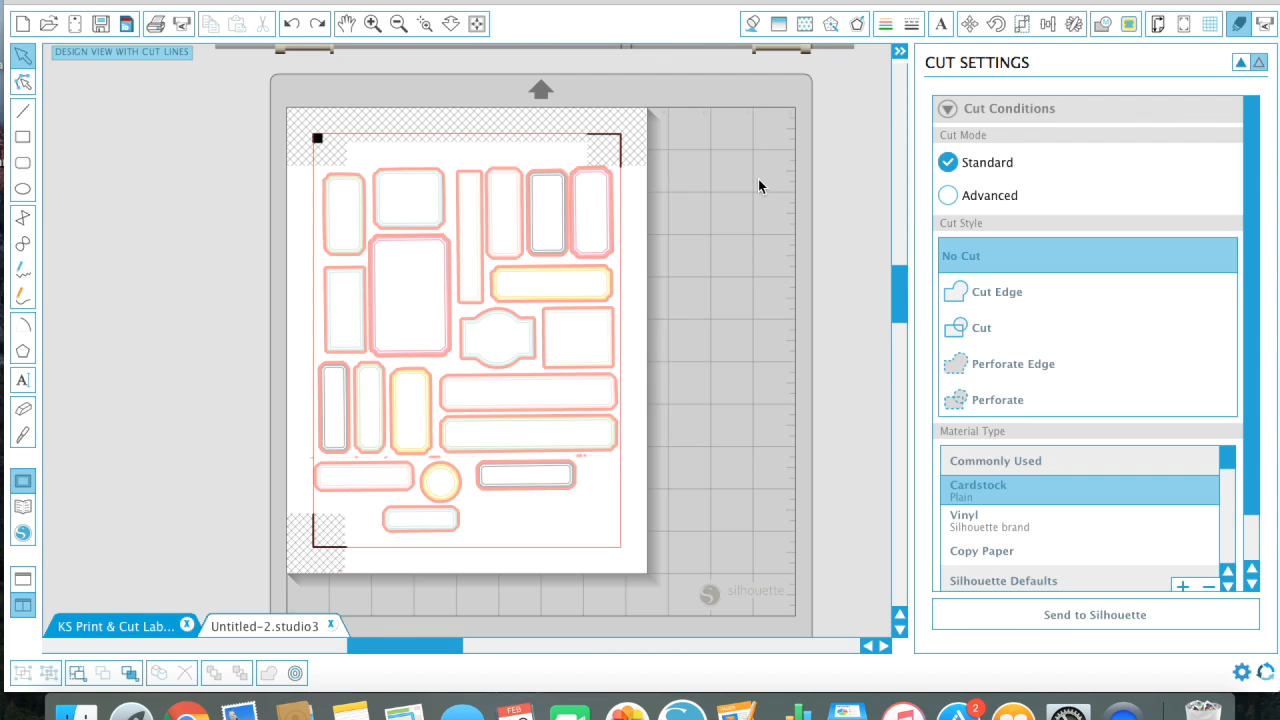 A
DESIGN VIEW WITH CUT LINES
CUT SETTINGS
Cut Conditions
Cut Mode
Standard
Advanced
Cut Style
No Cut
Cut Edge
Cut
Perforate Edge
Perforate
Material Type
Commonly Used
Cardstock
Plain
Vinyl
Silhouette brand
Copy Paper
Silhouette Defaults
Send to Silhouette
A
silhouette
KS Print & Cut Lab...
Untitled-2.studio3
FEB
2